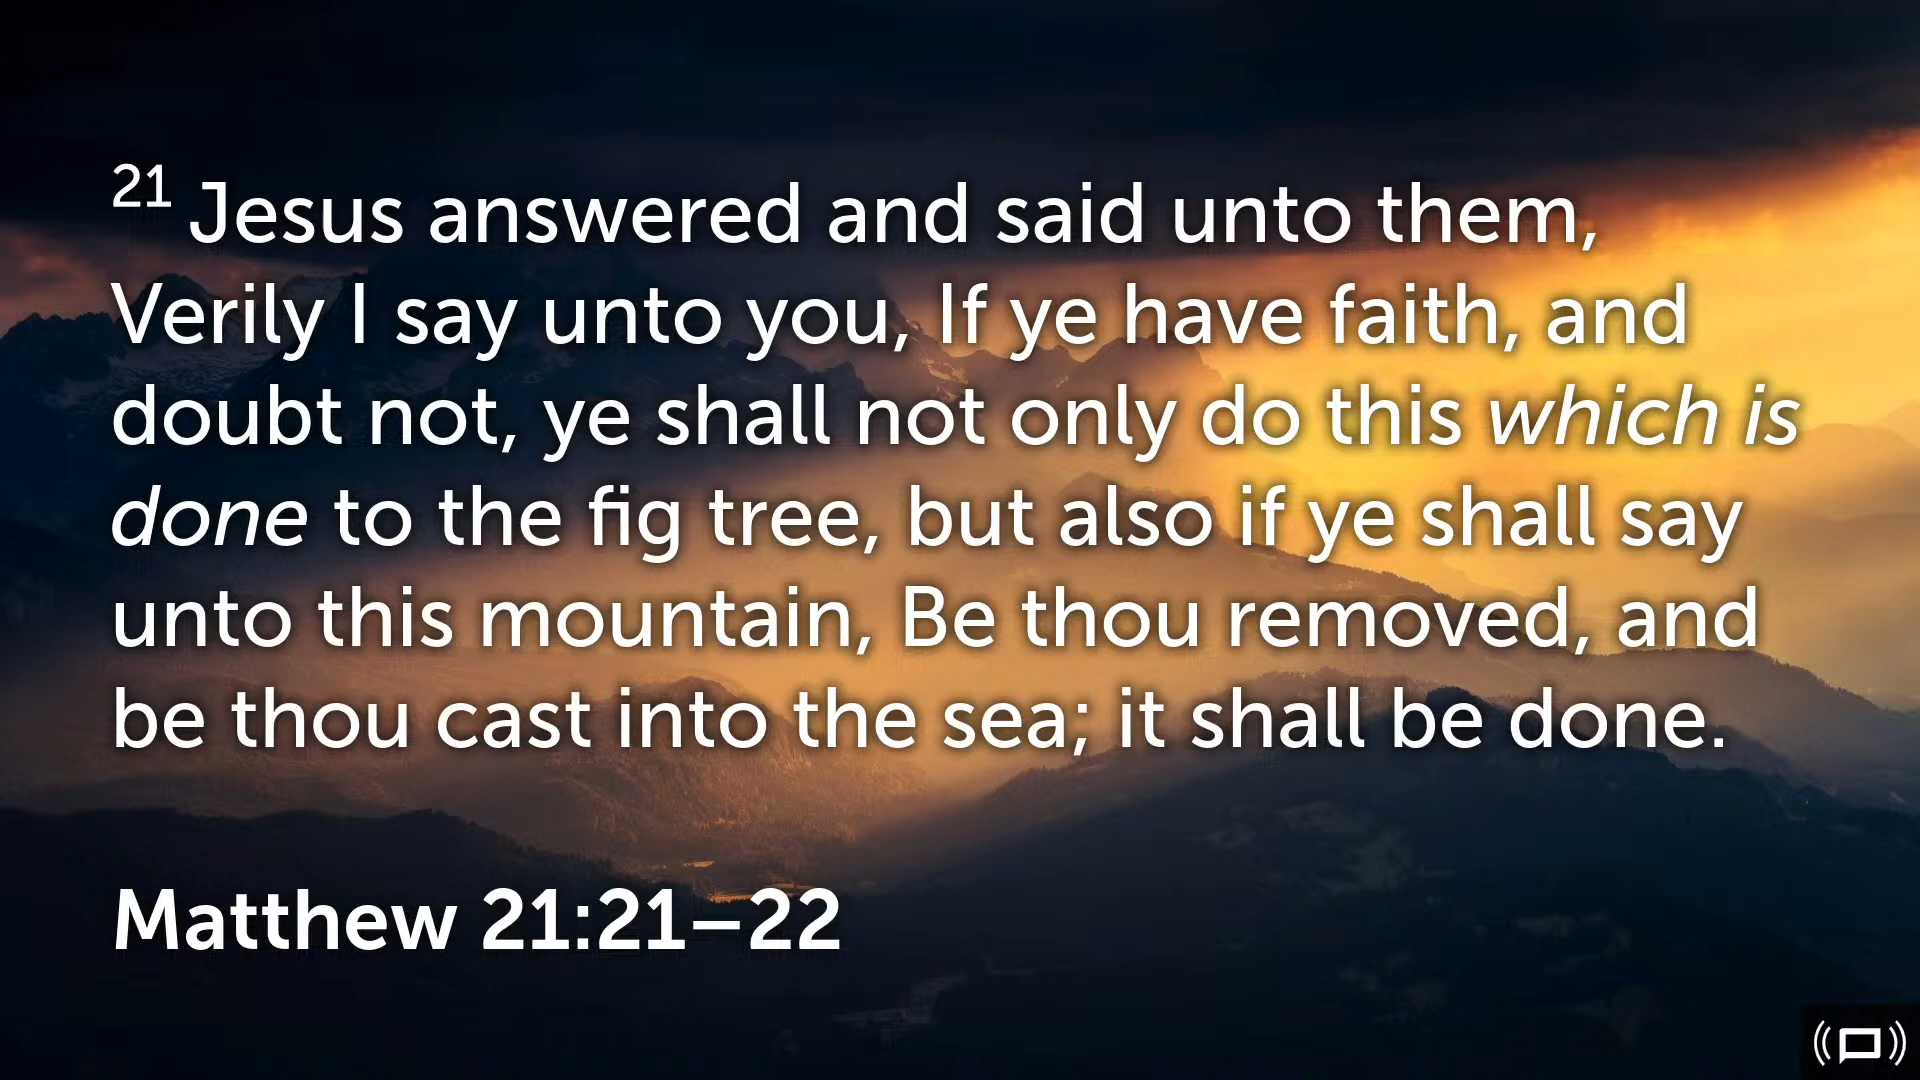 21 Jesus answered and said unto them,
Verily I say unto you, If ye have faith, and
doubt not, ye shall not only do this which is
done to the fig tree, but also if ye shall say
unto this mountain, Be thou removed, and
be thou cast into the sea; it shall be done.
Matthew 21:21–22